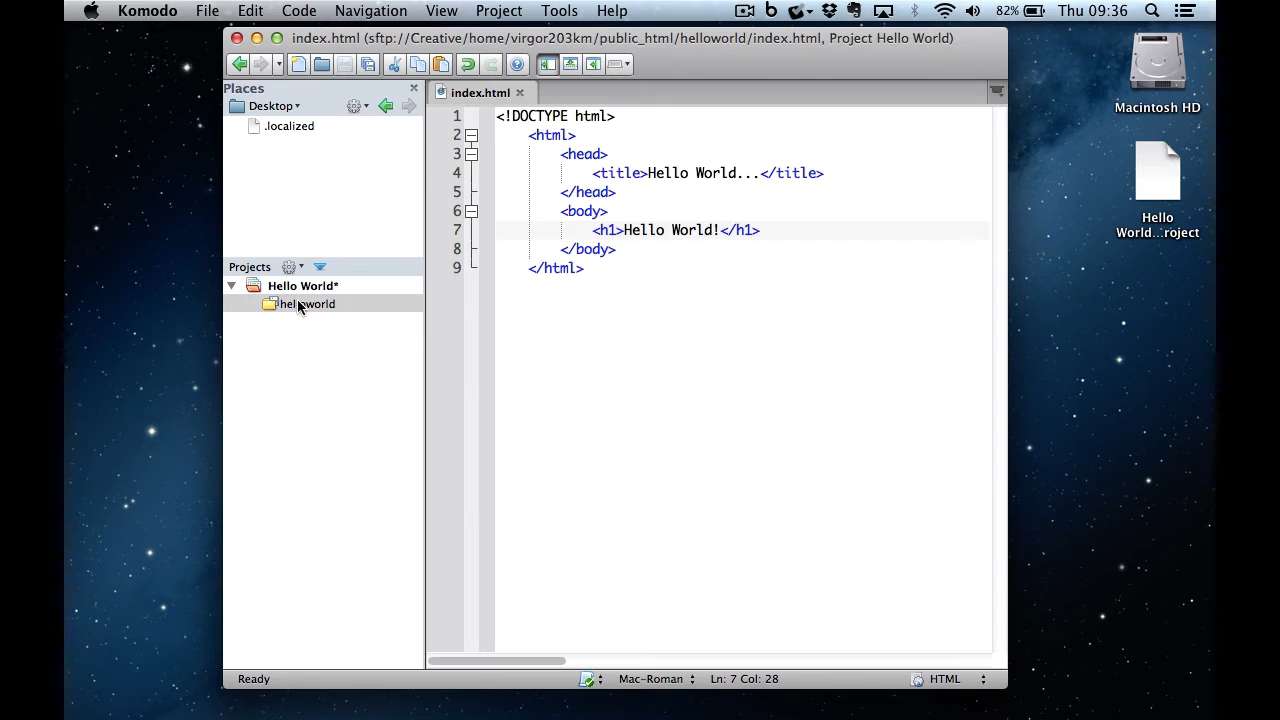 Komodo File Edit Code Navigation View Project Tools Help 82% Thu 09:36
index.html (sftp://Creative/home/virgor203km/public_html/helloworld/index.html, Project Hello World)
Places
Desktop
.localized
Projects
Hello World*
helloworld
index.html
1 <!DOCTYPE html>
2 <html>
3 <head>
4 <title>Hello World...</title>
5 </head>
6 <body>
7 <h1>Hello World!</h1>
8 </body>
9 </html>
Ready Mac-Roman Ln: 7 Col: 28 HTML
Macintosh HD
Hello
World...roject